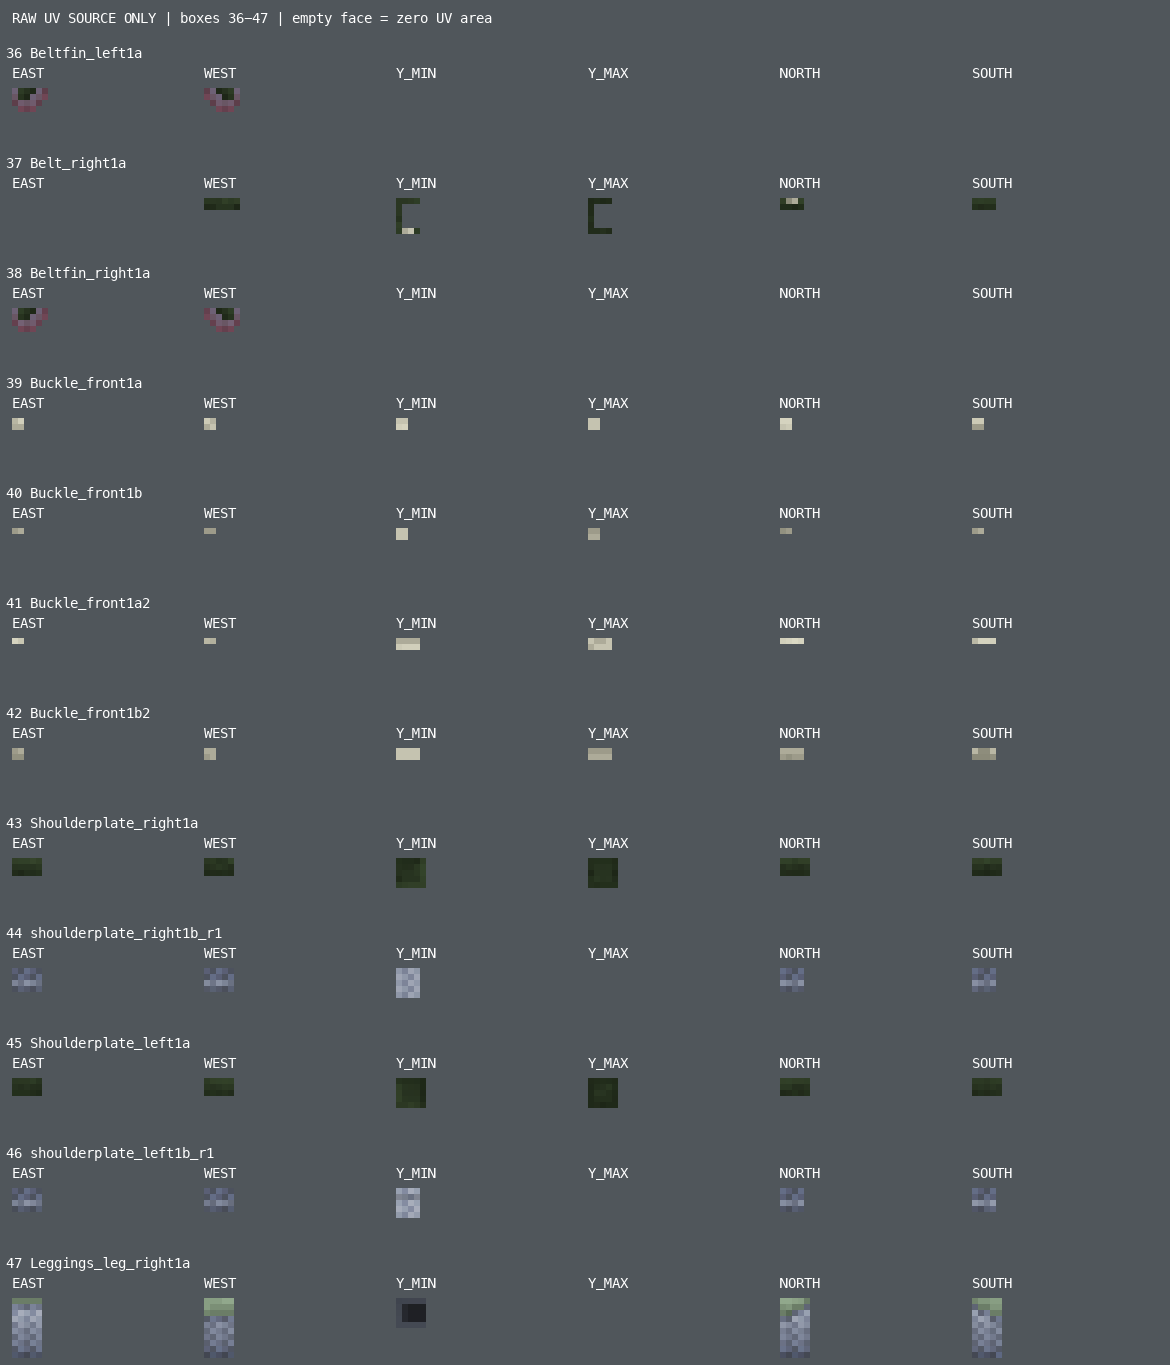 RAW UV SOURCE ONLY | boxes 36–47 | empty face = zero UV area
36 Beltfin_left1a
EAST WEST Y_MIN Y_MAX NORTH SOUTH
37 Belt_right1a
EAST WEST Y_MIN Y_MAX NORTH SOUTH
38 Beltfin_right1a
EAST WEST Y_MIN Y_MAX NORTH SOUTH
39 Buckle_front1a
EAST WEST Y_MIN Y_MAX NORTH SOUTH
40 Buckle_front1b
EAST WEST Y_MIN Y_MAX NORTH SOUTH
41 Buckle_front1a2
EAST WEST Y_MIN Y_MAX NORTH SOUTH
42 Buckle_front1b2
EAST WEST Y_MIN Y_MAX NORTH SOUTH
43 Shoulderplate_right1a
EAST WEST Y_MIN Y_MAX NORTH SOUTH
44 shoulderplate_right1b_r1
EAST WEST Y_MIN Y_MAX NORTH SOUTH
45 Shoulderplate_left1a
EAST WEST Y_MIN Y_MAX NORTH SOUTH
46 shoulderplate_left1b_r1
EAST WEST Y_MIN Y_MAX NORTH SOUTH
47 Leggings_leg_right1a
EAST WEST Y_MIN Y_MAX NORTH SOUTH